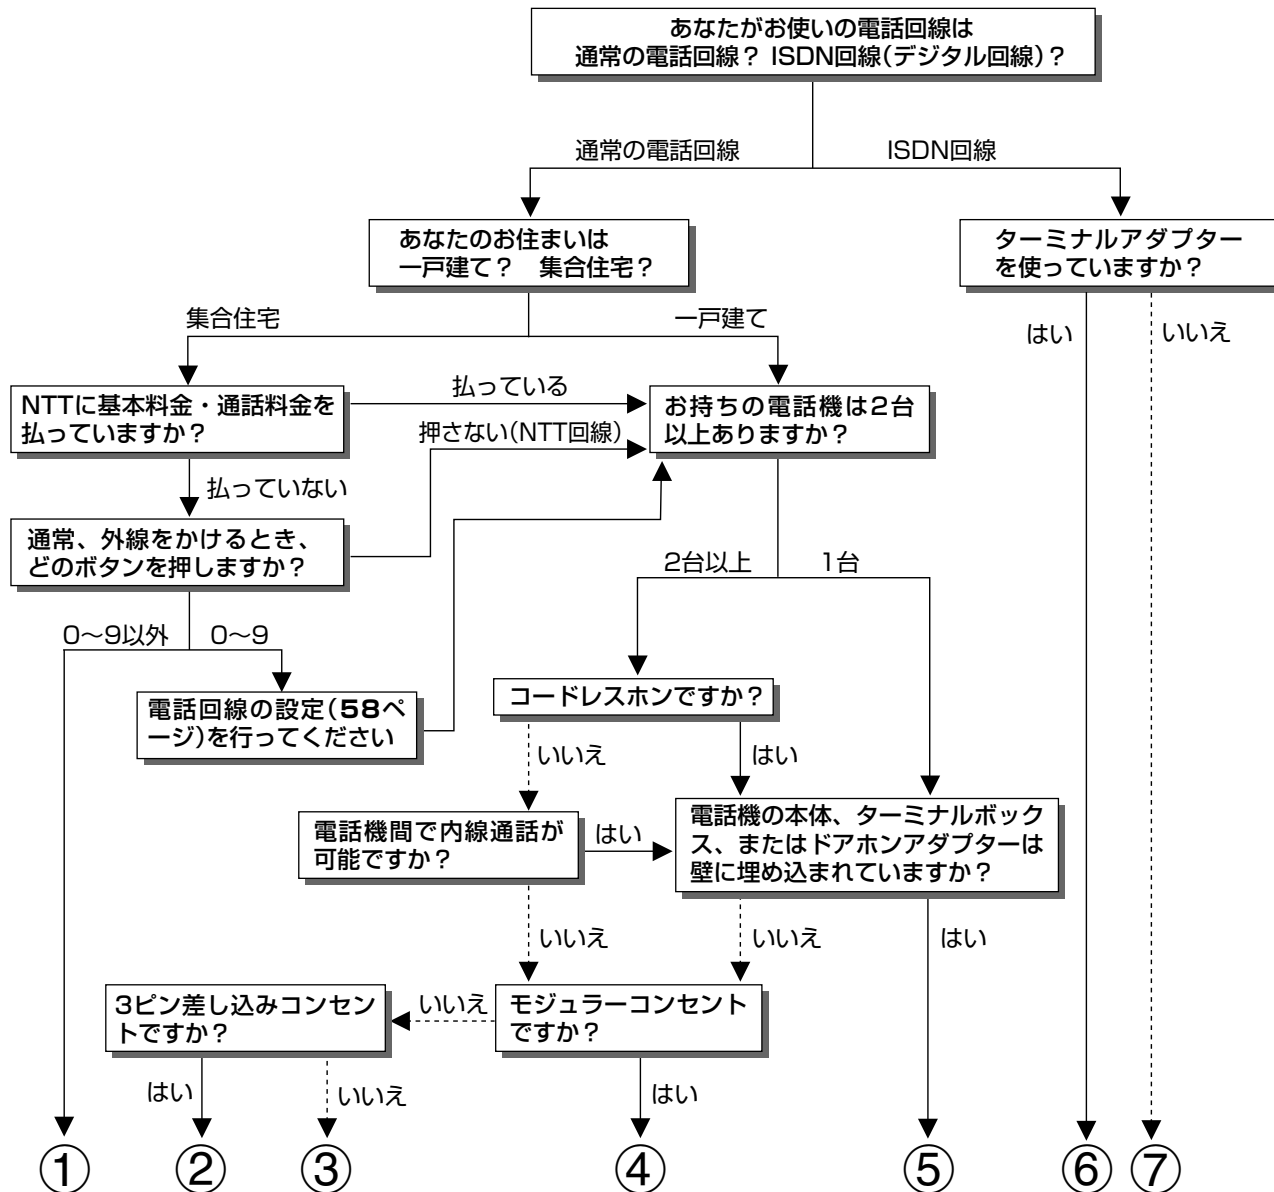 あなたがお使いの電話回線は
通常の電話回線？ ISDN回線(デジタル回線)？
通常の電話回線
ISDN回線
あなたのお住まいは
一戸建て？　集合住宅？
ターミナルアダプター
を使っていますか？
集合住宅
一戸建て
はい
いいえ
NTTに基本料金・通話料金を
払っていますか？
払っている
お持ちの電話機は2台
以上ありますか？
押さない(NTT回線)
払っていない
通常、外線をかけるとき、
どのボタンを押しますか？
2台以上
1台
0～9以外
0～9
電話回線の設定(58ペ
ージ)を行ってください
コードレスホンですか？
いいえ
はい
電話機間で内線通話が
可能ですか？
はい
電話機の本体、ターミナルボック
ス、またはドアホンアダプターは
壁に埋め込まれていますか？
いいえ
いいえ
はい
3ピン差し込みコンセン
トですか？
いいえ
モジュラーコンセント
ですか？
はい
いいえ
はい
①
②
③
④
⑤
⑥
⑦